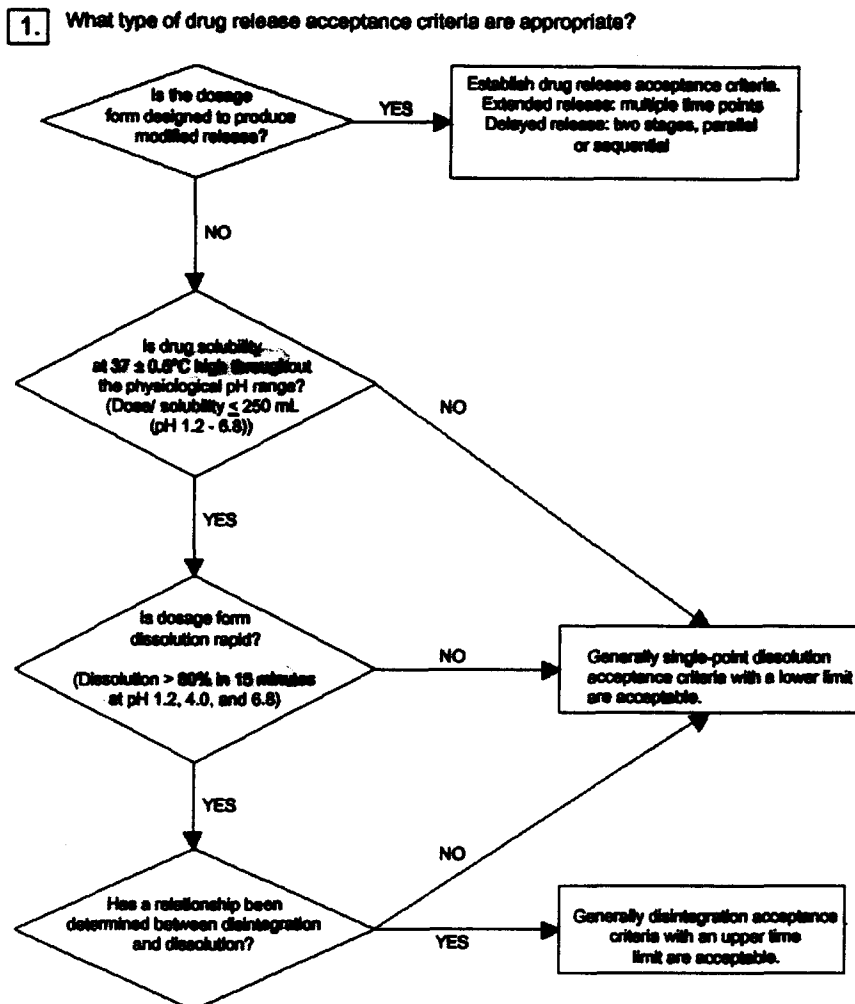 1. What type of drug release acceptance criteria are appropriate?
Is the dosage
form designed to produce
modified release?
YES
Establish drug release acceptance criteria.
Extended release: multiple time points
Delayed release: two stages, parallel
or sequential
NO
Is drug solubility
at 37 ± 0.5°C high throughout
the physiological pH range?
(Dose/ solubility ≤ 250 mL
(pH 1.2 - 6.8))
NO
YES
Is dosage form
dissolution rapid?
(Dissolution > 80% in 15 minutes
at pH 1.2, 4.0, and 6.8)
NO
Generally single-point dissolution
acceptance criteria with a lower limit
are acceptable.
YES
NO
Has a relationship been
determined between disintegration
and dissolution?
YES
Generally disintegration acceptance
criteria with an upper time
limit are acceptable.